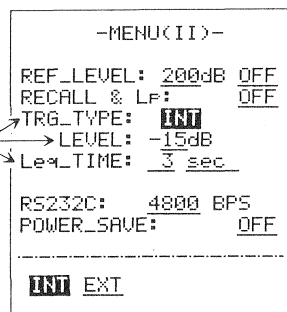 -MENU(II)-
REF_LEVEL: 200dB OFF
RECALL & Lp: OFF
TRG_TYPE: INT
LEVEL: -15dB
Leq_TIME: 3 sec
RS232C: 4800 BPS
POWER_SAVE: OFF
INT EXT